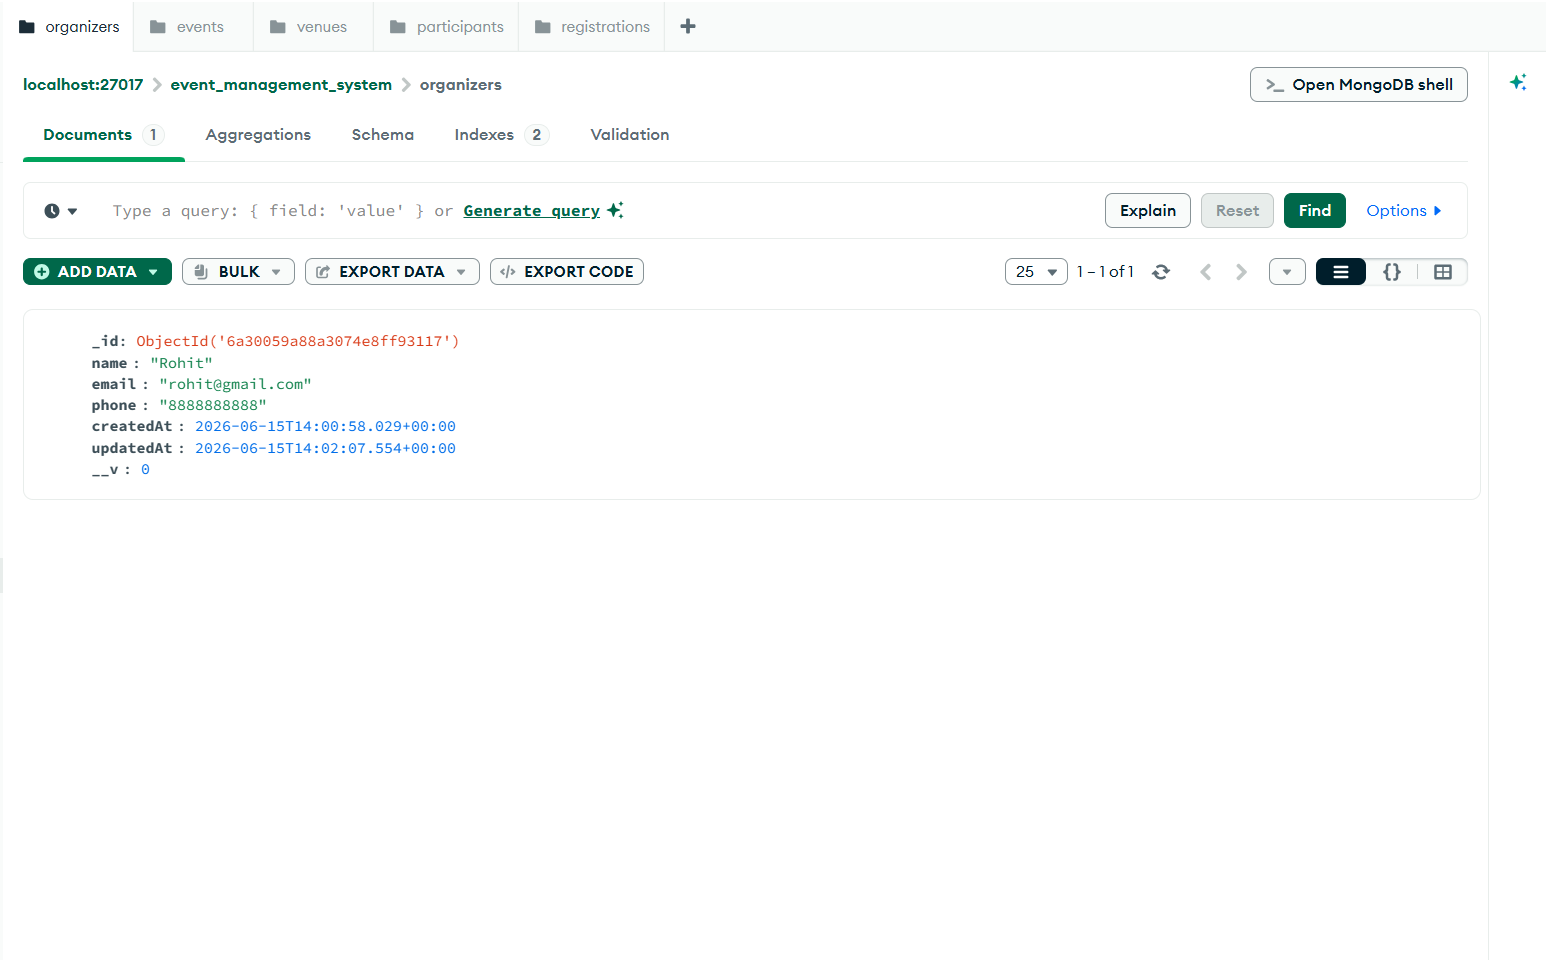 organizers events venues participants registrations +
localhost:27017 > event_management_system > organizers
>_ Open MongoDB shell
Documents 1 Aggregations Schema Indexes 2 Validation
Type a query: { field: 'value' } or Generate query
Explain Reset Find Options
ADD DATA BULK EXPORT DATA </> EXPORT CODE
25 1 – 1 of 1 {}
_id: ObjectId('6a30059a88a3074e8ff93117')
name : "Rohit"
email : "rohit@gmail.com"
phone : "8888888888"
createdAt : 2026-06-15T14:00:58.029+00:00
updatedAt : 2026-06-15T14:02:07.554+00:00
__v : 0